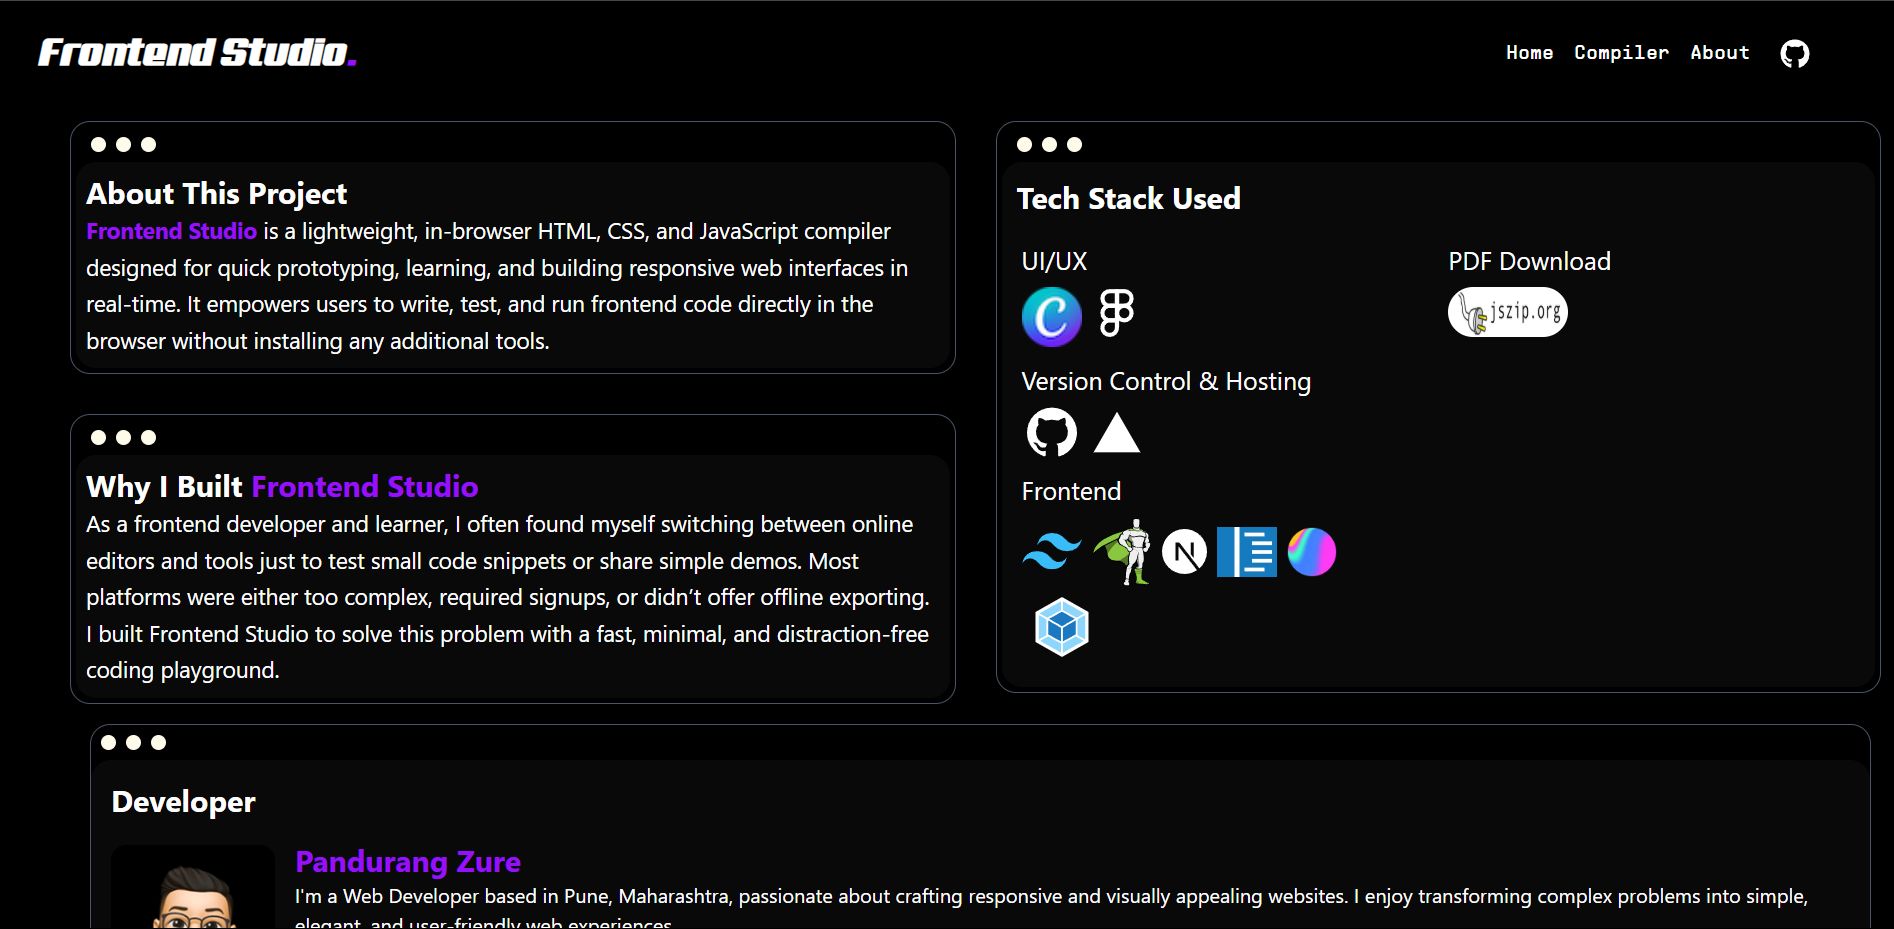 Frontend Studio.
Home Compiler About
About This Project
Frontend Studio is a lightweight, in-browser HTML, CSS, and JavaScript compiler
designed for quick prototyping, learning, and building responsive web interfaces in
real-time. It empowers users to write, test, and run frontend code directly in the
browser without installing any additional tools.
Why I Built Frontend Studio
As a frontend developer and learner, I often found myself switching between online
editors and tools just to test small code snippets or share simple demos. Most
platforms were either too complex, required signups, or didn’t offer offline exporting.
I built Frontend Studio to solve this problem with a fast, minimal, and distraction-free
coding playground.
Tech Stack Used
UI/UX
PDF Download
jszip.org
Version Control & Hosting
Frontend
N
Developer
Pandurang Zure
I'm a Web Developer based in Pune, Maharashtra, passionate about crafting responsive and visually appealing websites. I enjoy transforming complex problems into simple,
elegant, and user-friendly web experiences.